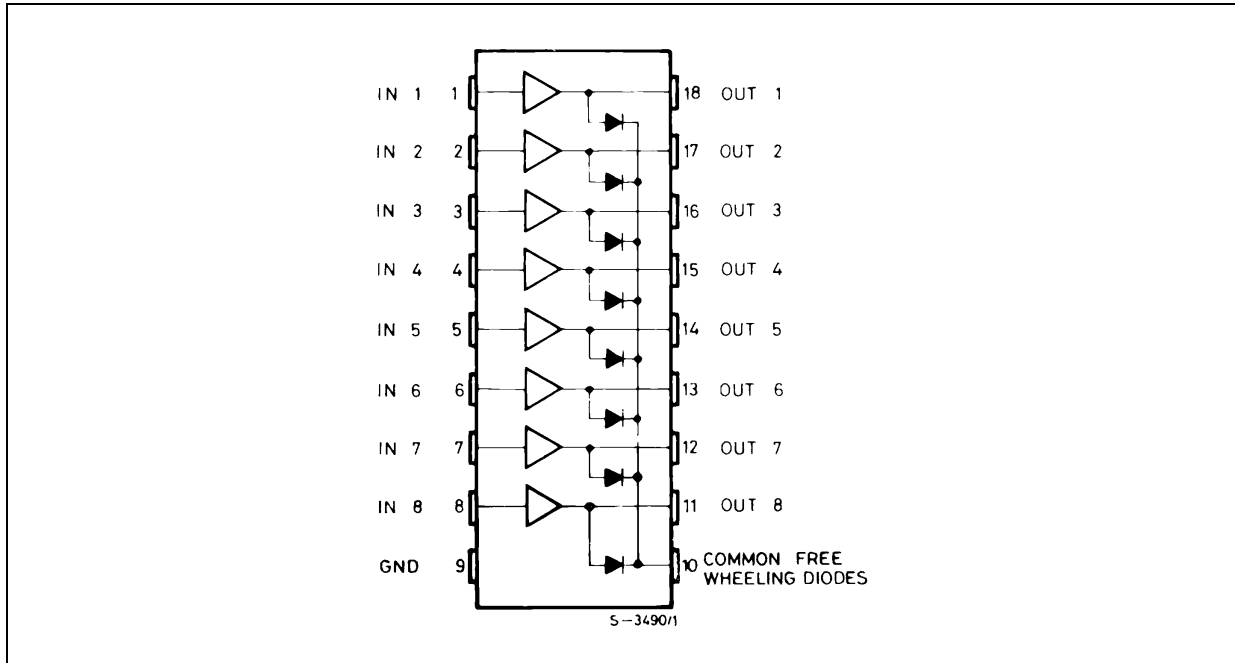 IN 1 1 18 OUT 1
IN 2 2 17 OUT 2
IN 3 3 16 OUT 3
IN 4 4 15 OUT 4
IN 5 5 14 OUT 5
IN 6 6 13 OUT 6
IN 7 7 12 OUT 7
IN 8 8 11 OUT 8
GND 9 10 COMMON FREE
WHEELING DIODES
S-3490/1